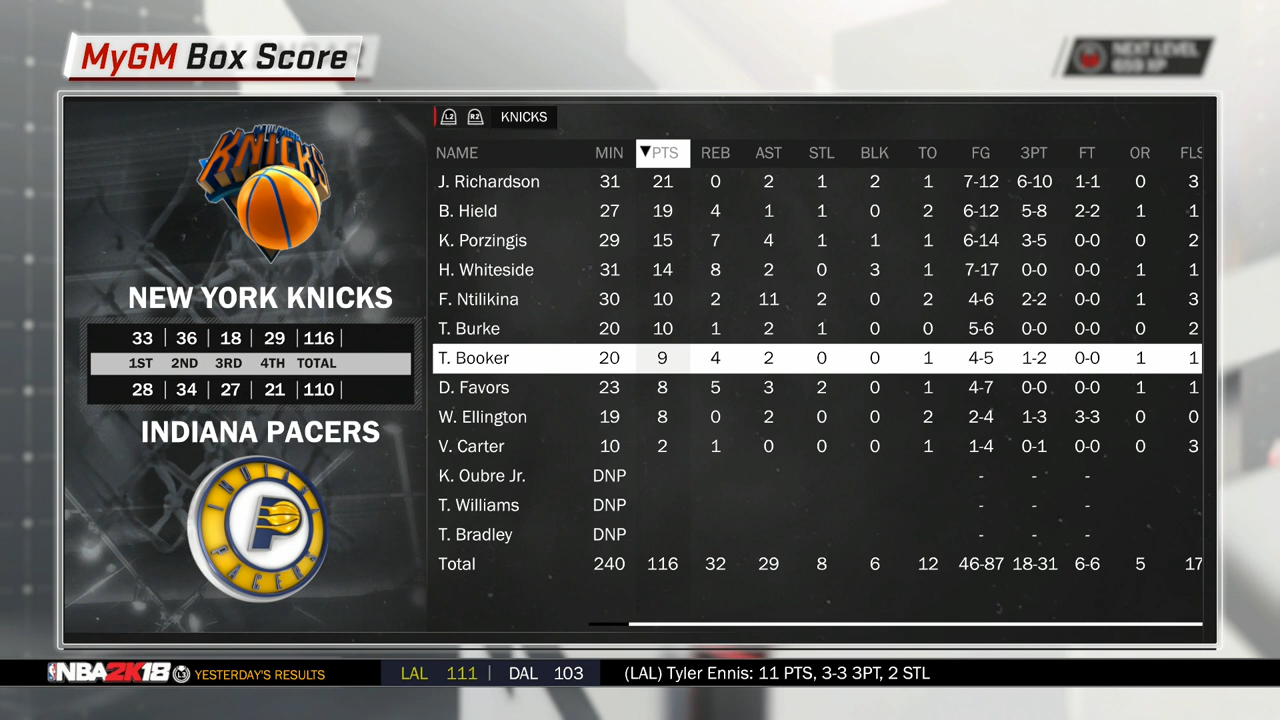 MyGM Box Score
NEXT LEVEL
659 XP
KNICKS
NEW YORK KNICKS
33 | 36 | 18 | 29 | 116 |
1ST 2ND 3RD 4TH TOTAL
28 | 34 | 27 | 21 | 110 |
INDIANA PACERS
INDIANA
PACERS
L2 R2 KNICKS
NAME MIN ▼PTS REB AST STL BLK TO FG 3PT FT OR FLS
J. Richardson 31 21 0 2 1 2 1 7-12 6-10 1-1 0 3
B. Hield 27 19 4 1 1 0 2 6-12 5-8 2-2 1 1
K. Porzingis 29 15 7 4 1 1 1 6-14 3-5 0-0 0 2
H. Whiteside 31 14 8 2 0 3 1 7-17 0-0 0-0 1 1
F. Ntilikina 30 10 2 11 2 0 2 4-6 2-2 0-0 1 3
T. Burke 20 10 1 2 1 0 0 5-6 0-0 0-0 0 2
T. Booker 20 9 4 2 0 0 1 4-5 1-2 0-0 1 1
D. Favors 23 8 5 3 2 0 1 4-7 0-0 0-0 1 1
W. Ellington 19 8 0 2 0 0 2 2-4 1-3 3-3 0 0
V. Carter 10 2 1 0 0 0 1 1-4 0-1 0-0 0 3
K. Oubre Jr. DNP - - -
T. Williams DNP - - -
T. Bradley DNP - - -
Total 240 116 32 29 8 6 12 46-87 18-31 6-6 5 17
NBA 2K18 YESTERDAY'S RESULTS LAL 111 | DAL 103 (LAL) Tyler Ennis: 11 PTS, 3-3 3PT, 2 STL